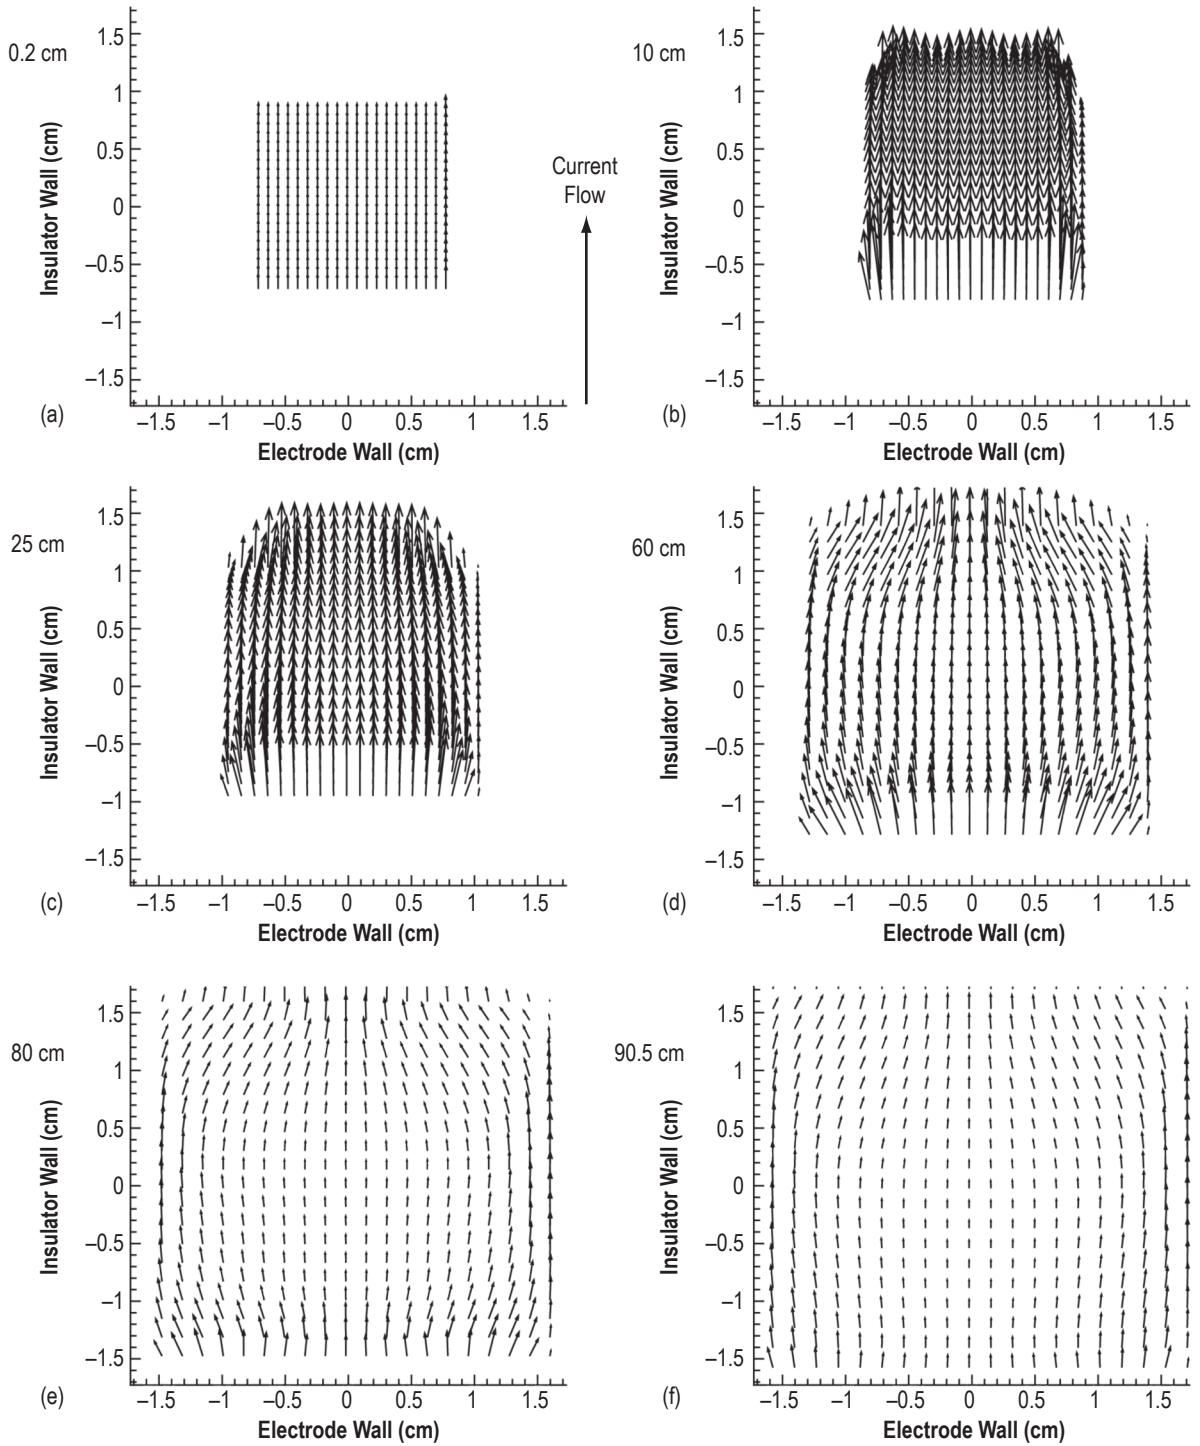 0.2 cm
Insulator Wall (cm)
1.5
1
0.5
0
–0.5
–1
–1.5
(a)
–1.5 –1 –0.5 0 0.5 1 1.5
Electrode Wall (cm)
Current
Flow
10 cm
Insulator Wall (cm)
1.5
1
0.5
0
–0.5
–1
–1.5
(b)
–1.5 –1 –0.5 0 0.5 1 1.5
Electrode Wall (cm)
25 cm
Insulator Wall (cm)
1.5
1
0.5
0
–0.5
–1
–1.5
(c)
–1.5 –1 –0.5 0 0.5 1 1.5
Electrode Wall (cm)
60 cm
Insulator Wall (cm)
1.5
1
0.5
0
–0.5
–1
–1.5
(d)
–1.5 –1 –0.5 0 0.5 1 1.5
Electrode Wall (cm)
80 cm
Insulator Wall (cm)
1.5
1
0.5
0
–0.5
–1
–1.5
(e)
–1.5 –1 –0.5 0 0.5 1 1.5
Electrode Wall (cm)
90.5 cm
Insulator Wall (cm)
1.5
1
0.5
0
–0.5
–1
–1.5
(f)
–1.5 –1 –0.5 0 0.5 1 1.5
Electrode Wall (cm)